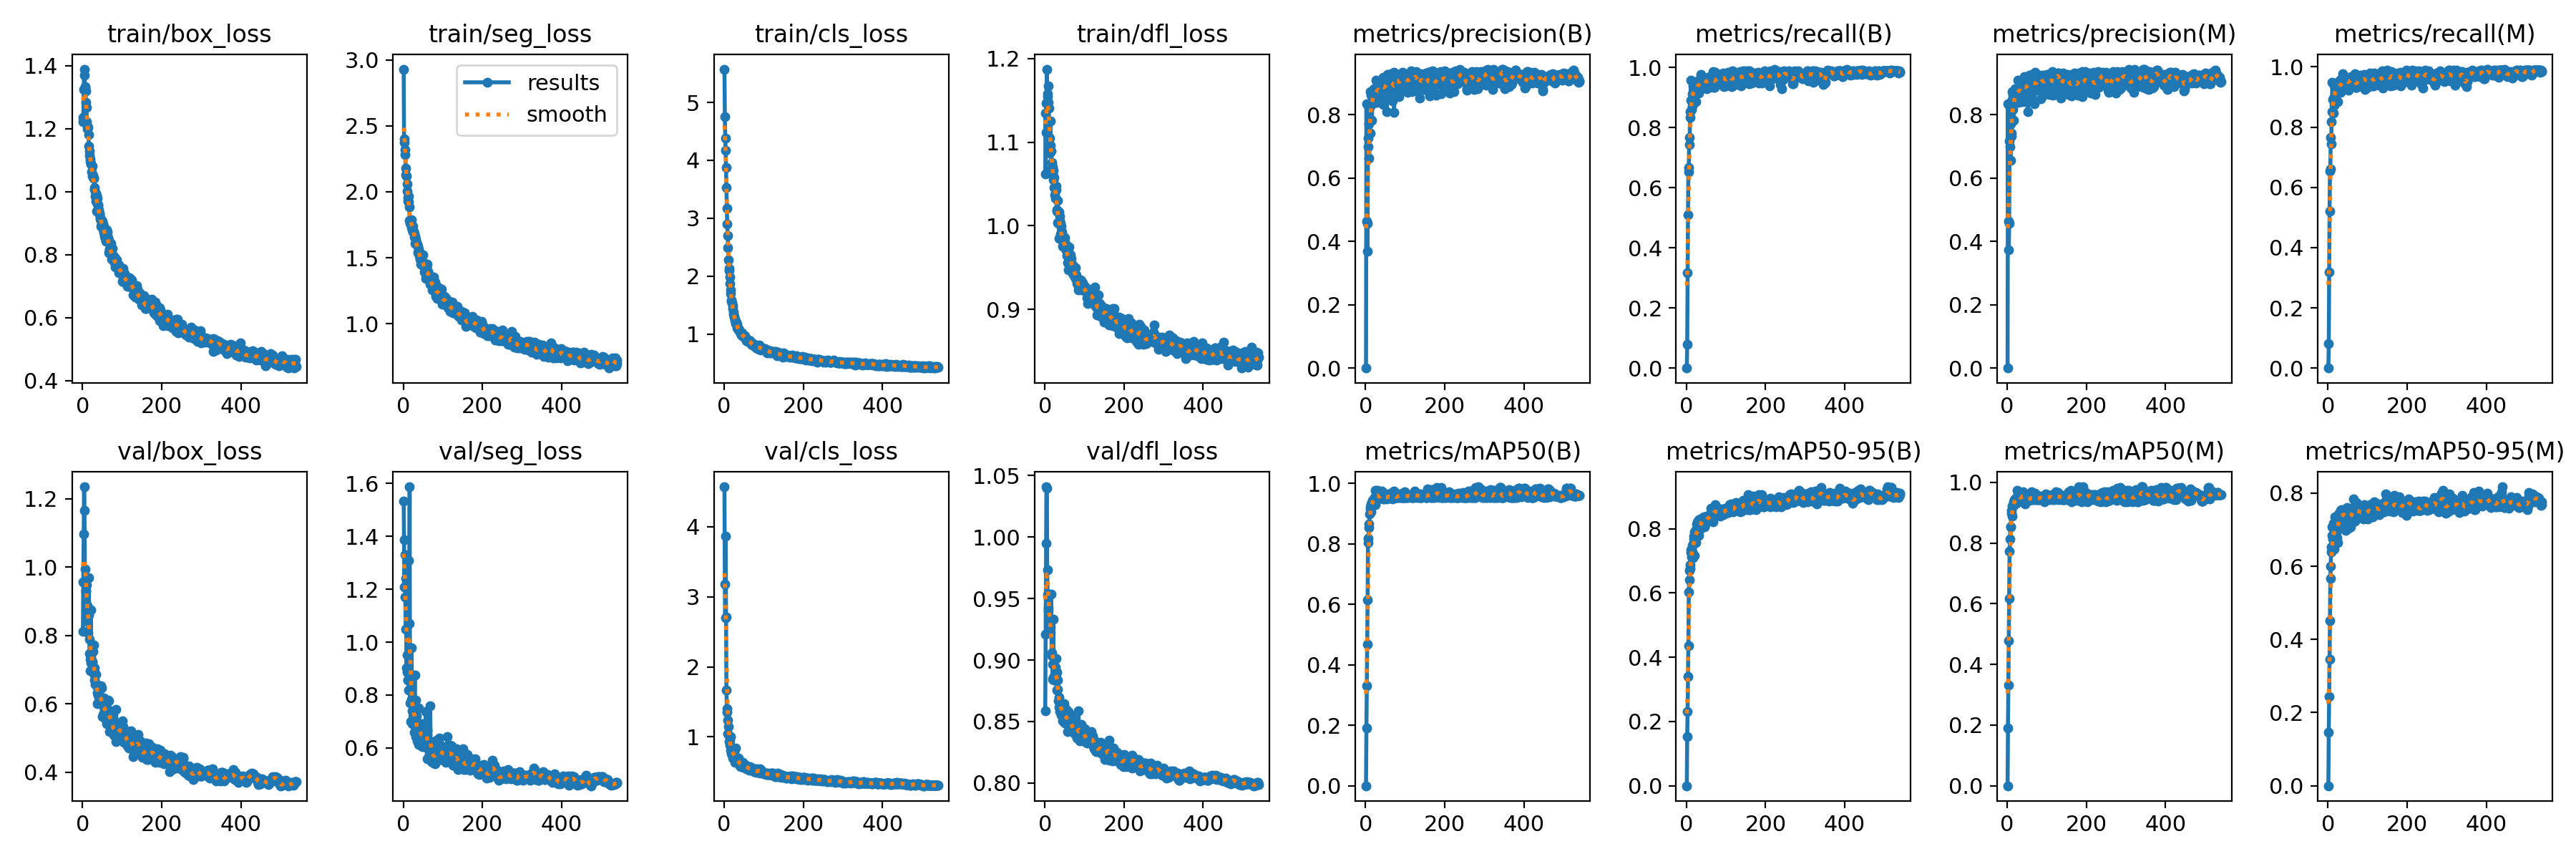 train/box_loss
1.4
1.2
1.0
0.8
0.6
0.4
0 200 400
train/seg_loss
results
smooth
3.0
2.5
2.0
1.5
1.0
0 200 400
train/cls_loss
5
4
3
2
1
0 200 400
train/dfl_loss
1.2
1.1
1.0
0.9
0 200 400
metrics/precision(B)
0.8
0.6
0.4
0.2
0.0
0 200 400
metrics/recall(B)
1.0
0.8
0.6
0.4
0.2
0.0
0 200 400
metrics/precision(M)
0.8
0.6
0.4
0.2
0.0
0 200 400
metrics/recall(M)
1.0
0.8
0.6
0.4
0.2
0.0
0 200 400
val/box_loss
1.2
1.0
0.8
0.6
0.4
0 200 400
val/seg_loss
1.6
1.4
1.2
1.0
0.8
0.6
0 200 400
val/cls_loss
4
3
2
1
0 200 400
val/dfl_loss
1.05
1.00
0.95
0.90
0.85
0.80
0 200 400
metrics/mAP50(B)
1.0
0.8
0.6
0.4
0.2
0.0
0 200 400
metrics/mAP50-95(B)
0.8
0.6
0.4
0.2
0.0
0 200 400
metrics/mAP50(M)
1.0
0.8
0.6
0.4
0.2
0.0
0 200 400
metrics/mAP50-95(M)
0.8
0.6
0.4
0.2
0.0
0 200 400